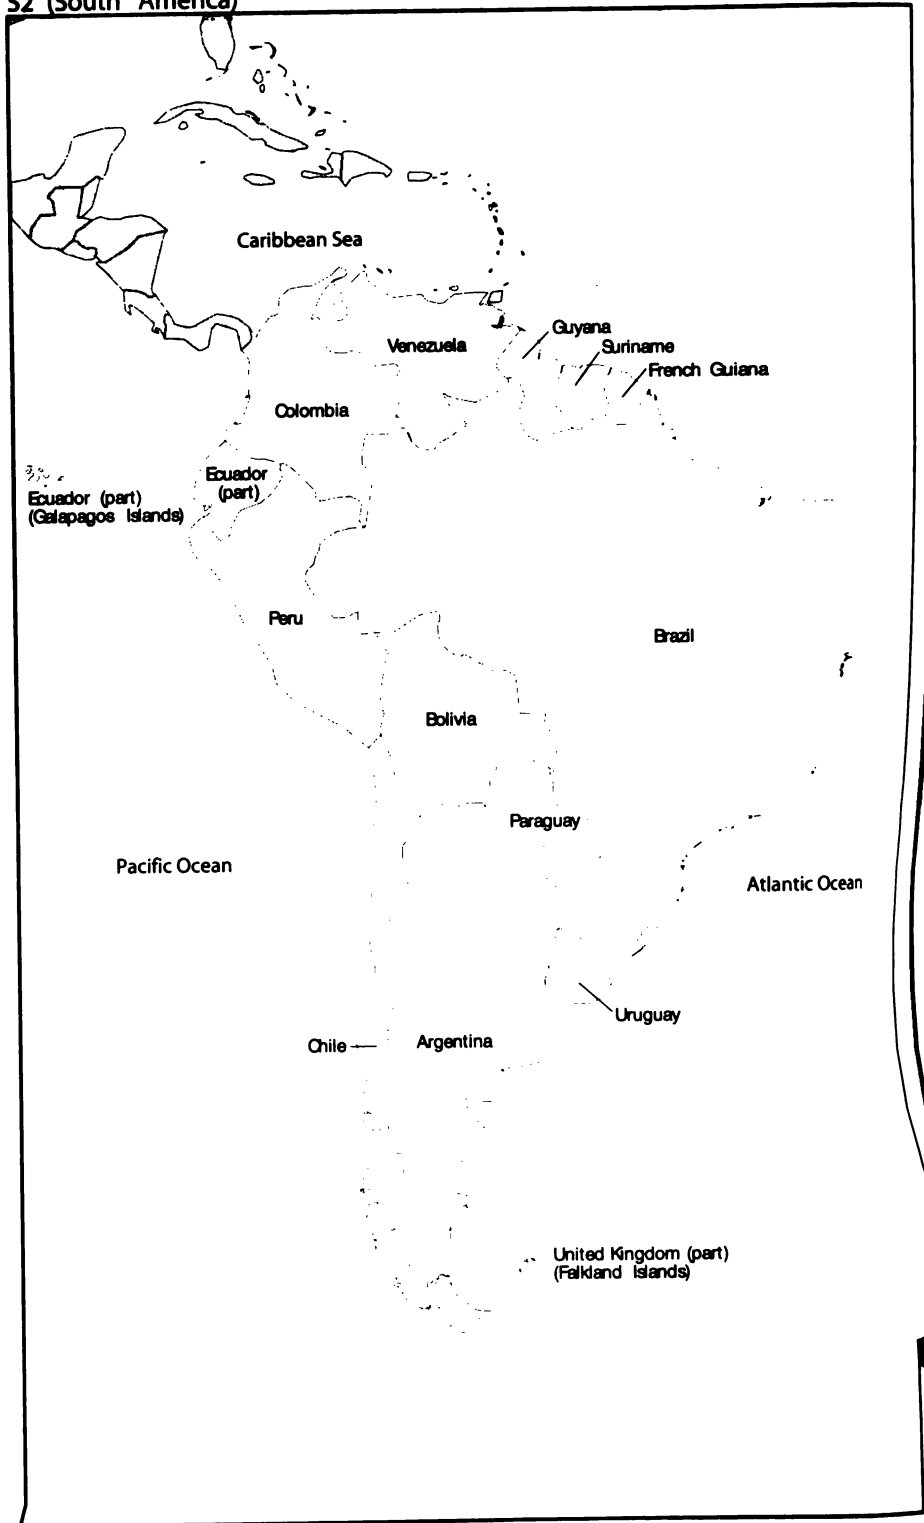 S2 (South America)
Caribbean Sea
Guyana
Venezuela
Suriname
French Guiana
Colombia
Ecuador
(part)
Ecuador (part)
(Galapagos Islands)
Peru
Brazil
Bolivia
Paraguay
Pacific Ocean
Atlantic Ocean
Uruguay
Chile
Argentina
United Kingdom (part)
(Falkland Islands)